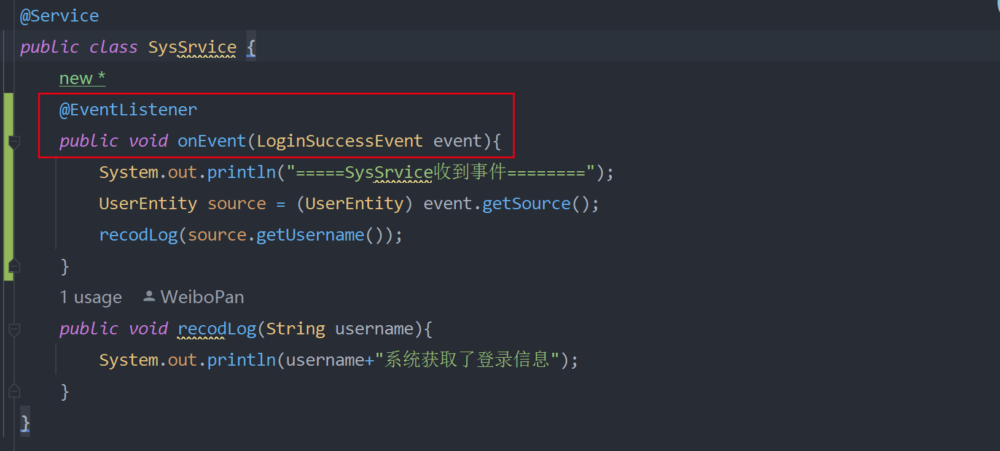 @Service
public class SysSrvice {
new *
@EventListener
public void onEvent(LoginSuccessEvent event){
System.out.println("=====SysSrvice收到事件========");
UserEntity source = (UserEntity) event.getSource();
recodLog(source.getUsername());
}
1 usage WeiboPan
public void recodLog(String username){
System.out.println(username+"系统获取了登录信息");
}
}